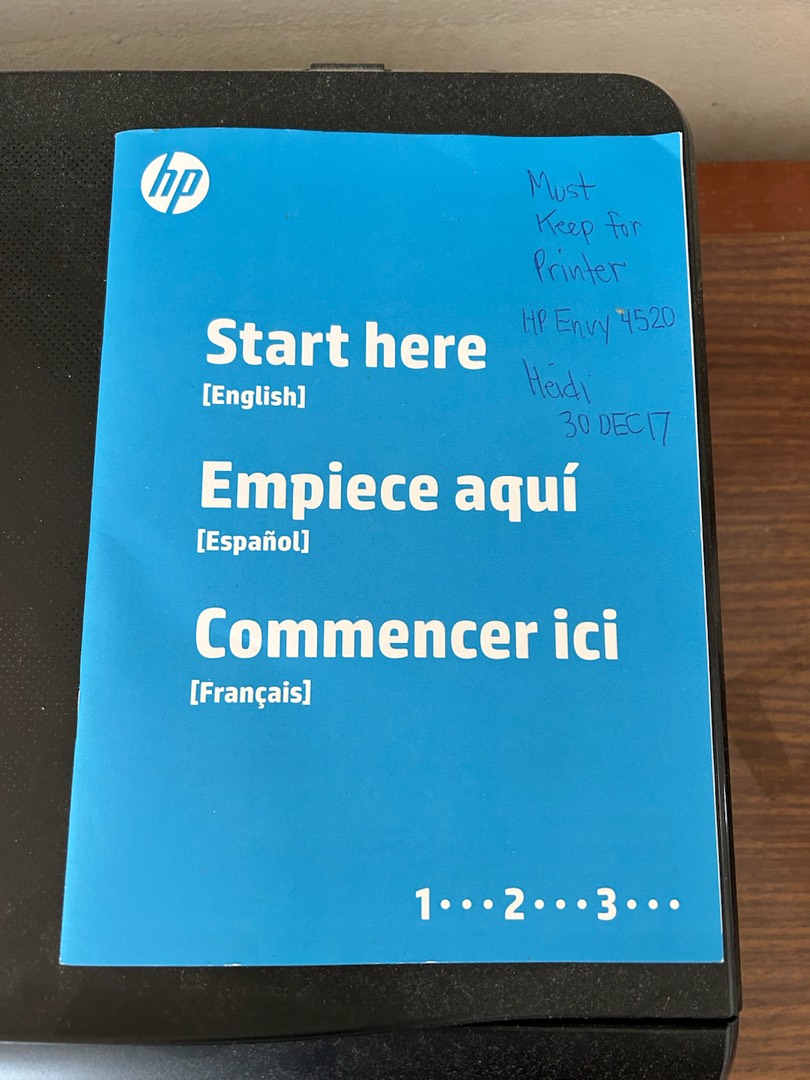 hp
Must
Keep for
Printer
HP Envy 4520
Heidi
30 DEC 17
Start here
[English]
Empiece aquí
[Español]
Commencer ici
[Français]
1•••2•••3•••